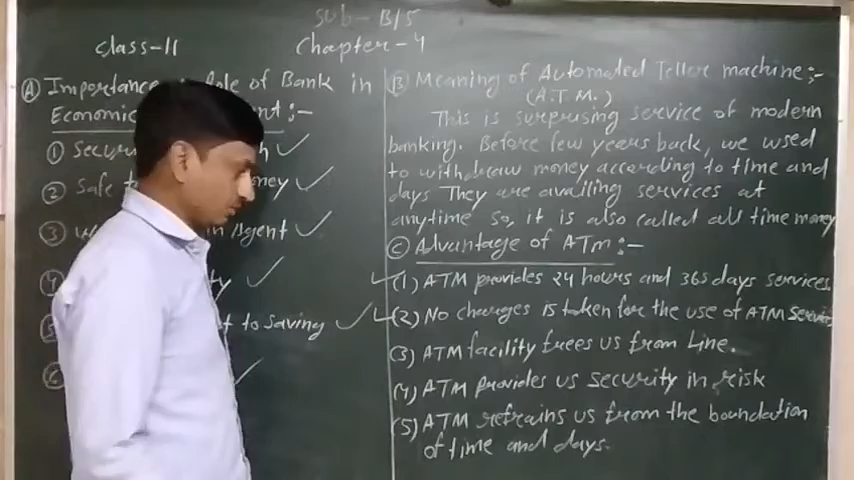 Sub - B/S
Class-11
Chapter-4
(A) Importance Role of Bank in
Economic :-
(1)
(2) Safe
(3) in Agent
to Saving
(B) Meaning of Automated Teller machine :-
(A.T.M.)
This is surprising service of modern
banking. Before few years back, we used
to withdraw money according to time and
days They are availing services at
anytime so, it is also called all time money
(C) Advantage of ATM :-
(1) ATM provides 24 hours and 365 days services.
(2) No charges is taken for the use of ATM Services
(3) ATM facility frees us from Line.
(4) ATM provides us security in risk
(5) ATM refrains us from the boundation
of time and days.